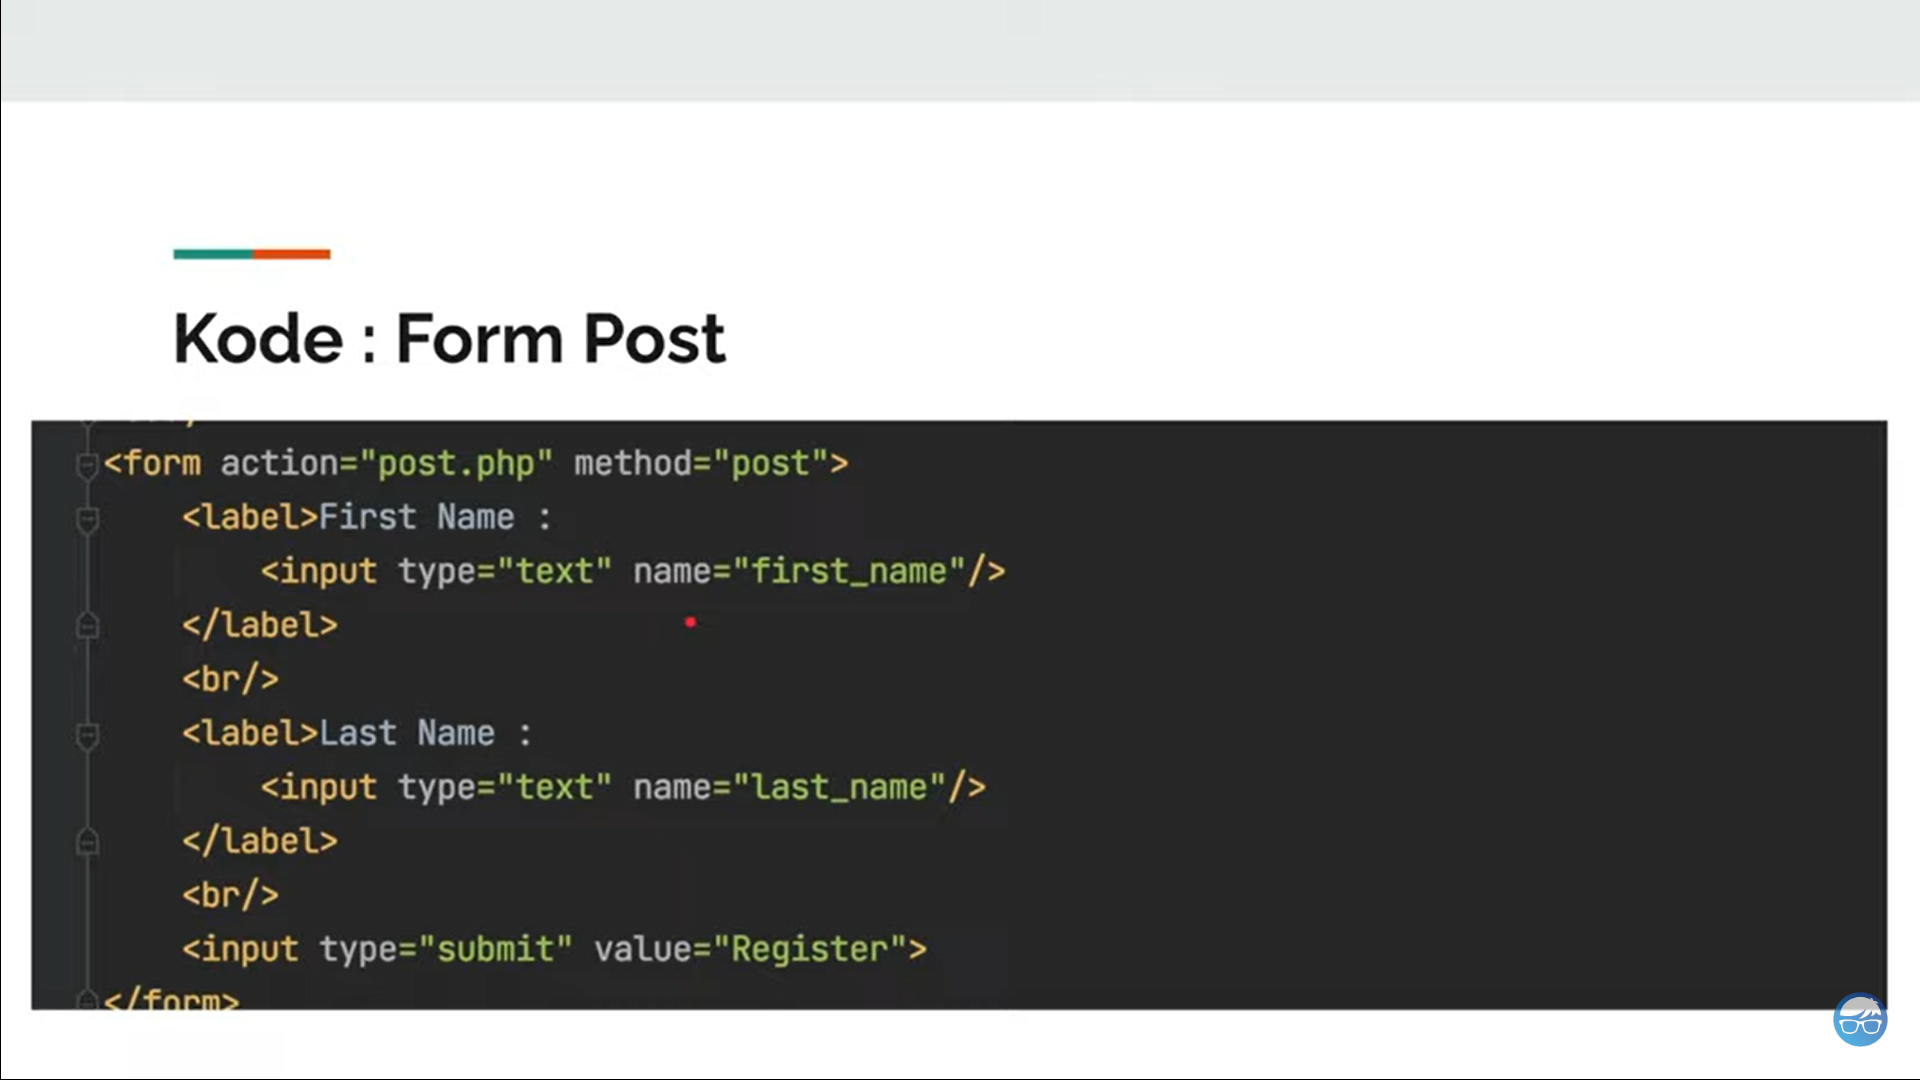 Kode : Form Post
<form action="post.php" method="post">
<label>First Name :
<input type="text" name="first_name"/>
</label>
<br/>
<label>Last Name :
<input type="text" name="last_name"/>
</label>
<br/>
<input type="submit" value="Register">
</form>